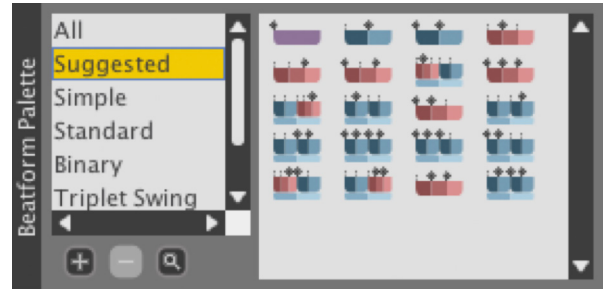 Beatform Palette
All
Suggested
Simple
Standard
Binary
Triplet Swing